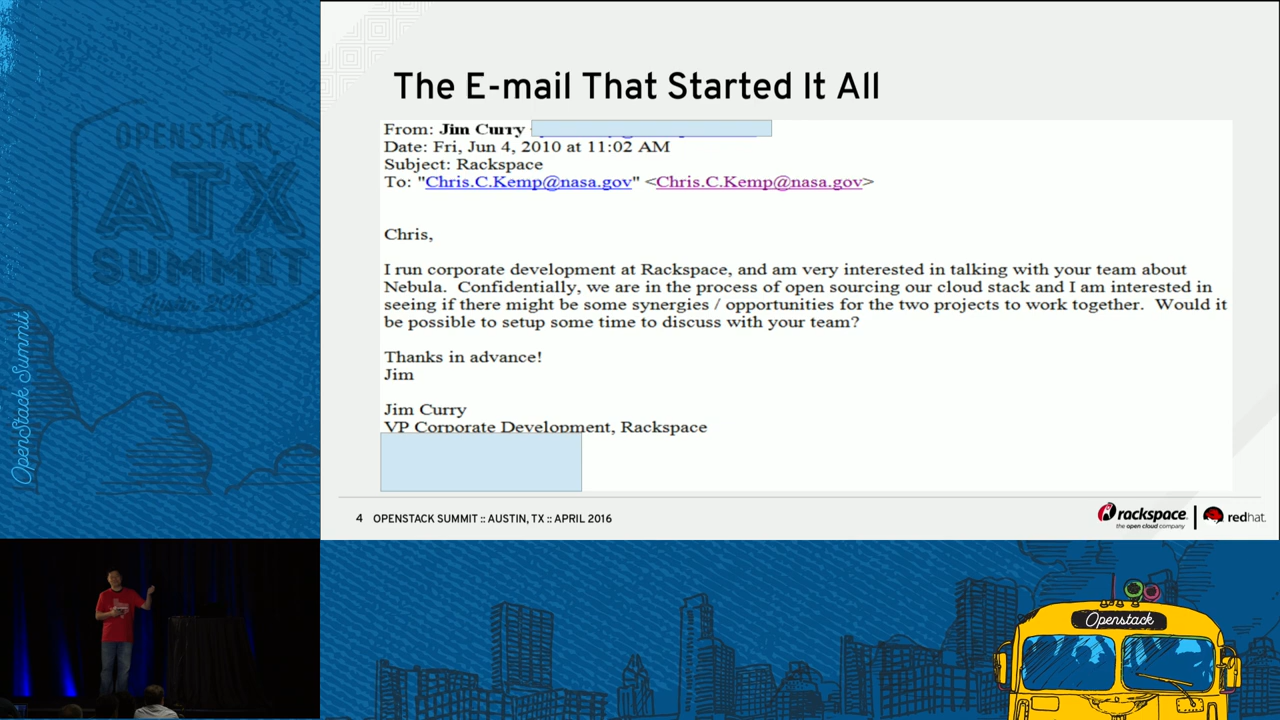 The E-mail That Started It All
From: Jim Curry
Date: Fri, Jun 4, 2010 at 11:02 AM
Subject: Rackspace
To: "Chris.C.Kemp@nasa.gov" <Chris.C.Kemp@nasa.gov>
Chris,
I run corporate development at Rackspace, and am very interested in talking with your team about
Nebula. Confidentially, we are in the process of open sourcing our cloud stack and I am interested in
seeing if there might be some synergies / opportunities for the two projects to work together. Would it
be possible to setup some time to discuss with your team?
Thanks in advance!
Jim
Jim Curry
VP Corporate Development, Rackspace
4 OPENSTACK SUMMIT :: AUSTIN, TX :: APRIL 2016
rackspace.
the open cloud company
redhat.
OPENSTACK
ATX
SUMMIT
Austin 2016
OpenStack Summit
Openstack